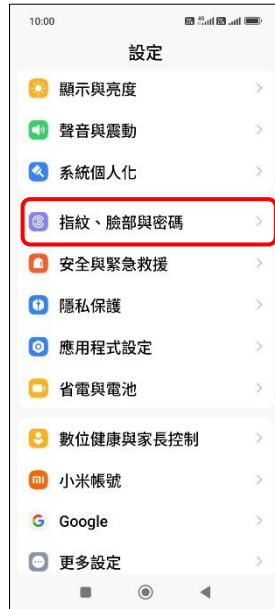 10:00
設定
顯示與亮度
聲音與震動
系統個人化
指紋、臉部與密碼
安全與緊急救援
隱私保護
應用程式設定
省電與電池
數位健康與家長控制
小米帳號
Google
更多設定